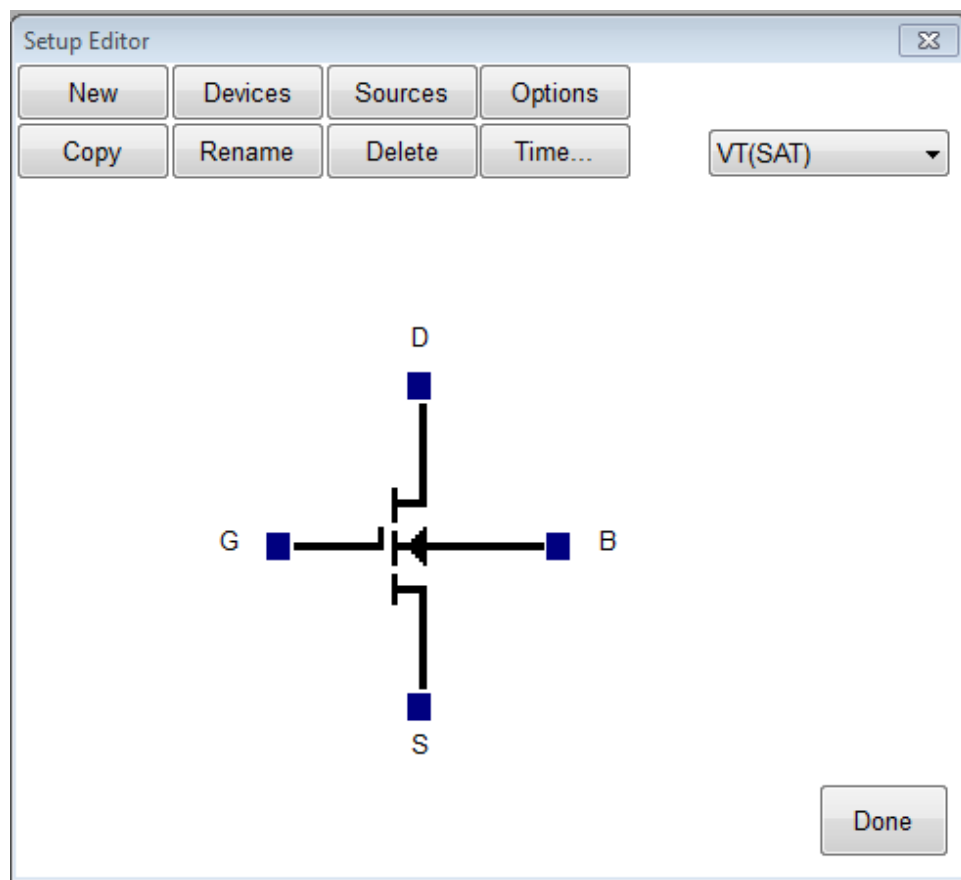 Setup Editor
New Devices Sources Options
Copy Rename Delete Time... VT(SAT)
D
G B
S
Done